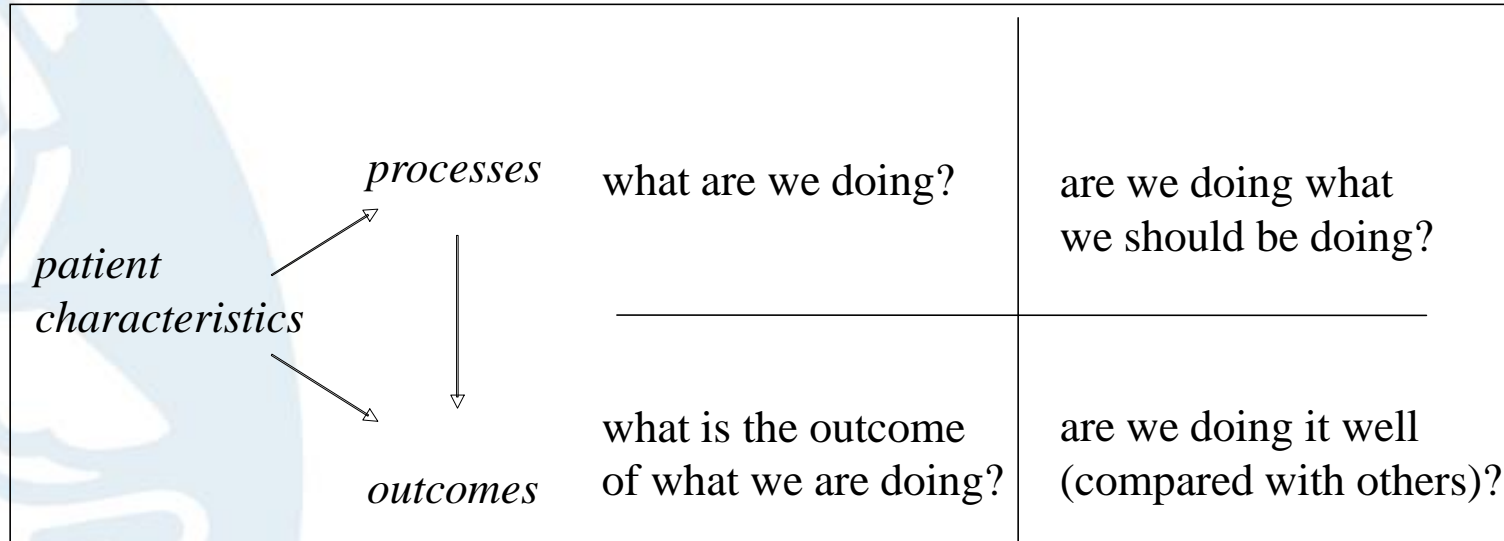 processes
what are we doing?
are we doing what
we should be doing?
patient
characteristics
outcomes
what is the outcome
of what we are doing?
are we doing it well
(compared with others)?